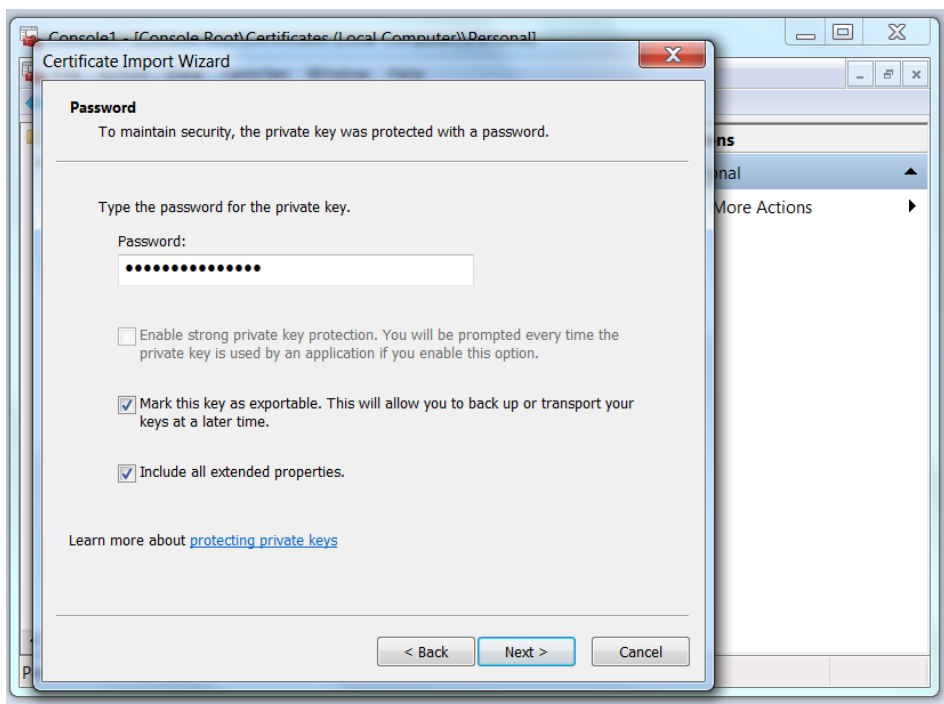 Console1 - [Console Root\Certificates (Local Computer)\Personal]
Certificate Import Wizard
Window Help
Password
To maintain security, the private key was protected with a password.
ns
onal
More Actions
Type the password for the private key.
Password:
•••••••••••••••
Enable strong private key protection. You will be prompted every time the
private key is used by an application if you enable this option.
Mark this key as exportable. This will allow you to back up or transport your
keys at a later time.
Include all extended properties.
Learn more about protecting private keys
< Back
Next >
Cancel
P